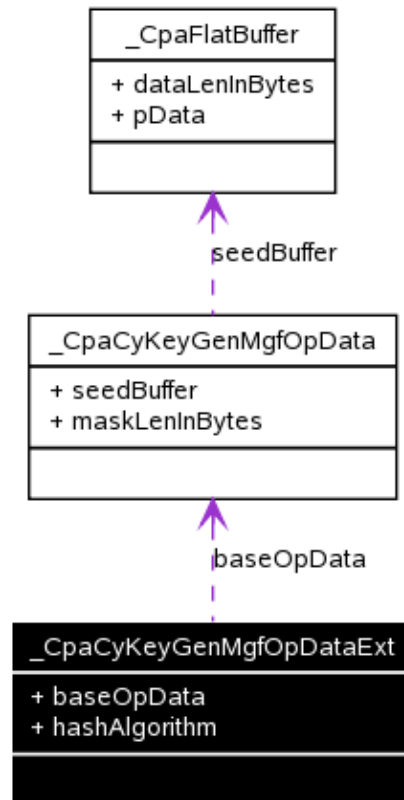 _CpaFlatBuffer
+ dataLenInBytes
+ pData
seedBuffer
_CpaCyKeyGenMgfOpData
+ seedBuffer
+ maskLenInBytes
baseOpData
_CpaCyKeyGenMgfOpDataExt
+ baseOpData
+ hashAlgorithm